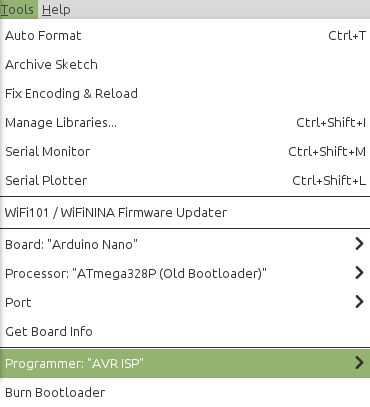 Tools Help
Auto Format Ctrl+T
Archive Sketch
Fix Encoding & Reload
Manage Libraries... Ctrl+Shift+I
Serial Monitor Ctrl+Shift+M
Serial Plotter Ctrl+Shift+L
WiFi101 / WiFiNINA Firmware Updater
Board: "Arduino Nano"
Processor: "ATmega328P (Old Bootloader)"
Port
Get Board Info
Programmer: "AVR ISP"
Burn Bootloader